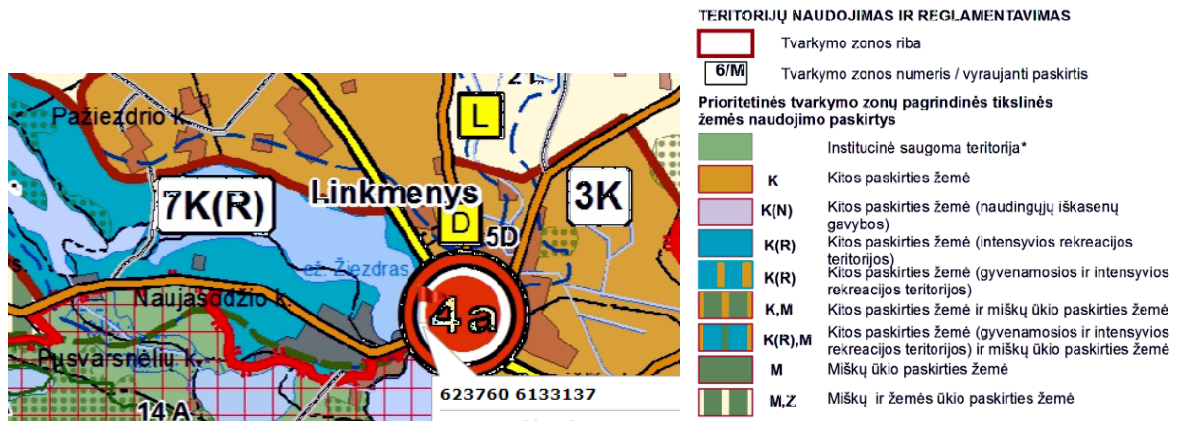 Pažiezdrio k.
L
Linkmenys
7K(R)
3K
D
5D
ež. Žiezdras
Naujasodžio k.
4a
Pusvarsnėlių k.
623760 6133137
14 A
TERITORIJŲ NAUDOJIMAS IR REGLAMENTAVIMAS
Tvarkymo zonos riba
6/M Tvarkymo zonos numeris / vyraujanti paskirtis
Prioritetinės tvarkymo zonų pagrindinės tikslinės
žemės naudojimo paskirtys
Institucinė saugoma teritorija*
K Kitos paskirties žemė
K(N) Kitos paskirties žemė (naudingųjų iškasenų
gavybos)
K(R) Kitos paskirties žemė (intensyvios rekreacijos
teritorijos)
K(R) Kitos paskirties žemė (gyvenamosios ir intensyvios
rekreacijos teritorijos)
K,M Kitos paskirties žemė ir miškų ūkio paskirties žemė
K(R),M Kitos paskirties žemė (gyvenamosios ir intensyvios
rekreacijos teritorijos) ir miškų ūkio paskirties žemė
M Miškų ūkio paskirties žemė
M,Z Miškų ir žemės ūkio paskirties žemė